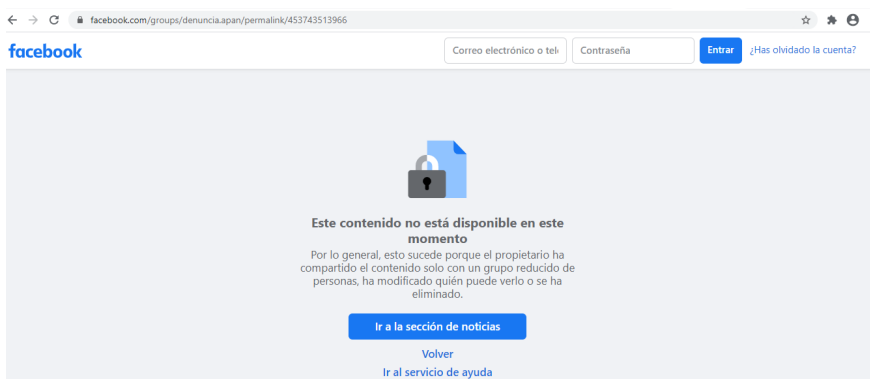 facebook.com/groups/denuncia.apan/permalink/453743513966
facebook
Correo electrónico o tel
Contraseña
Entrar
¿Has olvidado la cuenta?
Este contenido no está disponible en este
momento
Por lo general, esto sucede porque el propietario ha
compartido el contenido solo con un grupo reducido de
personas, ha modificado quién puede verlo o se ha
eliminado.
Ir a la sección de noticias
Volver
Ir al servicio de ayuda